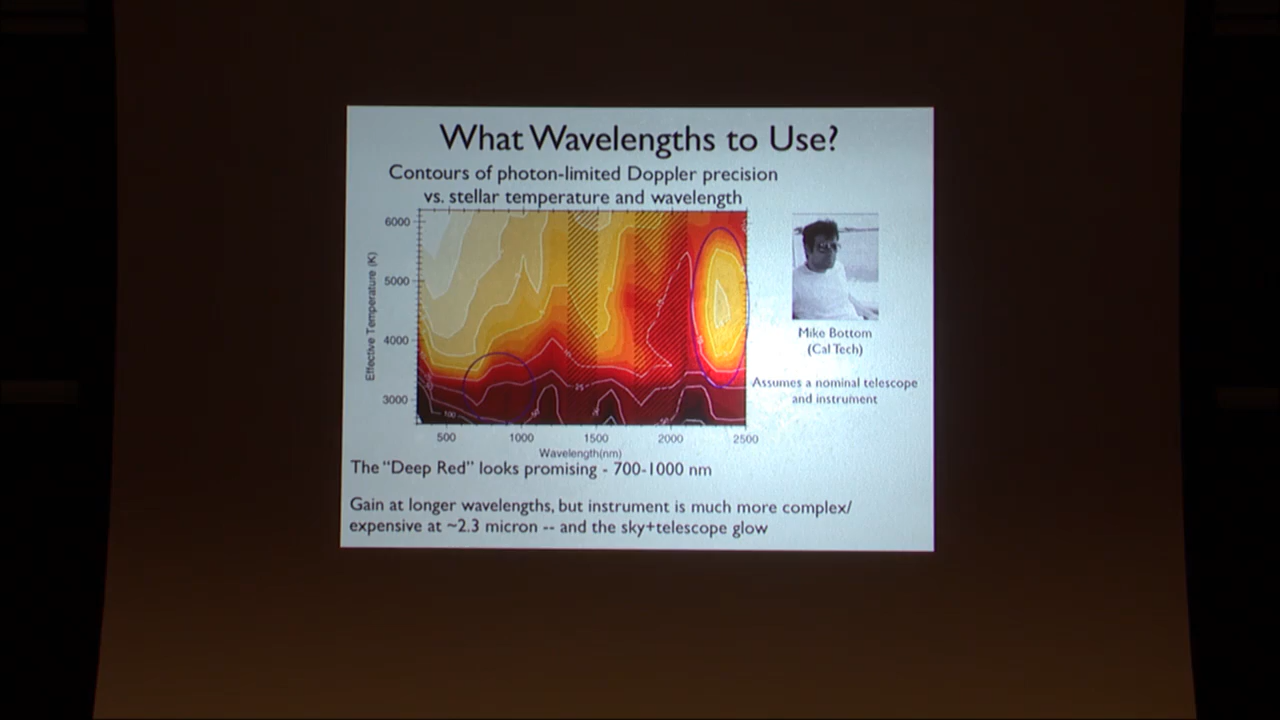 What Wavelengths to Use?
Contours of photon-limited Doppler precision
vs. stellar temperature and wavelength
6000
5000
4000
3000
Effective Temperature (K)
500
1000
1500
2000
2500
Wavelength(nm)
100
Mike Bottom
(Cal Tech)
Assumes a nominal telescope
and instrument
The "Deep Red" looks promising - 700-1000 nm
Gain at longer wavelengths, but instrument is much more complex/
expensive at ~2.3 micron -- and the sky+telescope glow